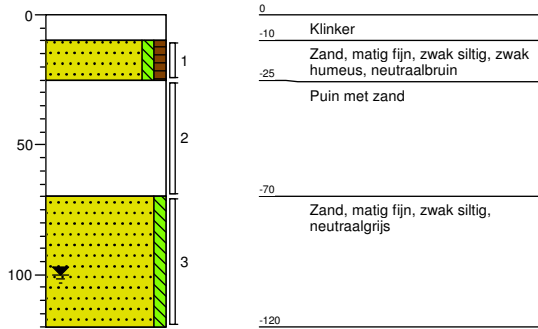 0
0
Klinker
-10
Zand, matig fijn, zwak siltig, zwak
humeus, neutraalbruin
1
-25
Puin met zand
50
2
-70
Zand, matig fijn, zwak siltig,
neutraalgrijs
3
100
-120